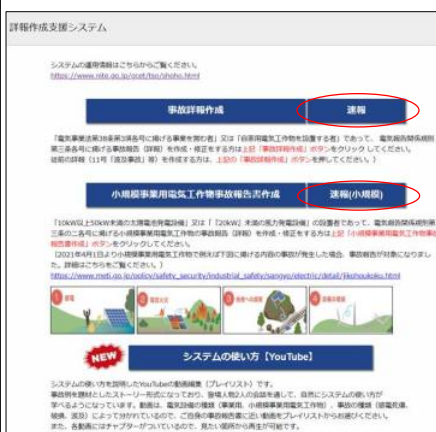 詳報作成支援システム
システムの運用情報はこちらからご覧ください。
https://www.nite.go.jp/gcet/tso/shoho.html
事故詳報作成
速報
「電気事業法第38条第3項各号に掲げる事業を営む者」又は「自家用電気工作物を設置する者」であって、電気報告関係規則
第三条各号に掲げる事故報告（詳報）を作成・修正をする方は上記「事故詳報作成」ボタンをクリックしてください。
従前の詳報（11号「波及事故」等）を作成する方は、上記の「事故詳報作成」ボタンを押してください。）
小規模事業用電気工作物事故報告書作成
速報(小規模)
「10kW以上50kW未満の太陽電池発電設備」又は「「20kW」未満の風力発電設備」の設置者であって、電気報告関係規則第
三条の二各号に掲げる小規模事業用電気工作物の事故報告（詳報）を作成・修正をする方は上記「小規模事業用電気工作物事故
報告書作成」ボタンをクリックしてください。
（2021年4月1日より小規模事業用電気工作物で例えば下図に掲げる内容の事故が発生した場合、事故報告が対象になりまし
た。詳細はこちらをご覧ください。）
https://www.meti.go.jp/policy/safety_security/industrial_safety/sangyo/electric/detail/jikohoukoku.html
1 感電
2 電気火災
3 他者への損害
4 設備の破損
NEW
システムの使い方【YouTube】
システムの使い方を説明したYouTubeの動画編集（プレイリスト）です。
事故例を題材としたストーリー形式になっており、登場人物2人の会話を通して、自然にシステムの使い方が
学べるようになっています。動画は、電気設備の種類（事業用、小規模事業用電気工作物）、事故の種類（感電死傷、
破損、波及）によって分かれているので、ご自身の事故報告書に近い動画をプレイリストからお選びください。
また、各動画にはチャプターがついているので、見たい箇所から再生が可能です。